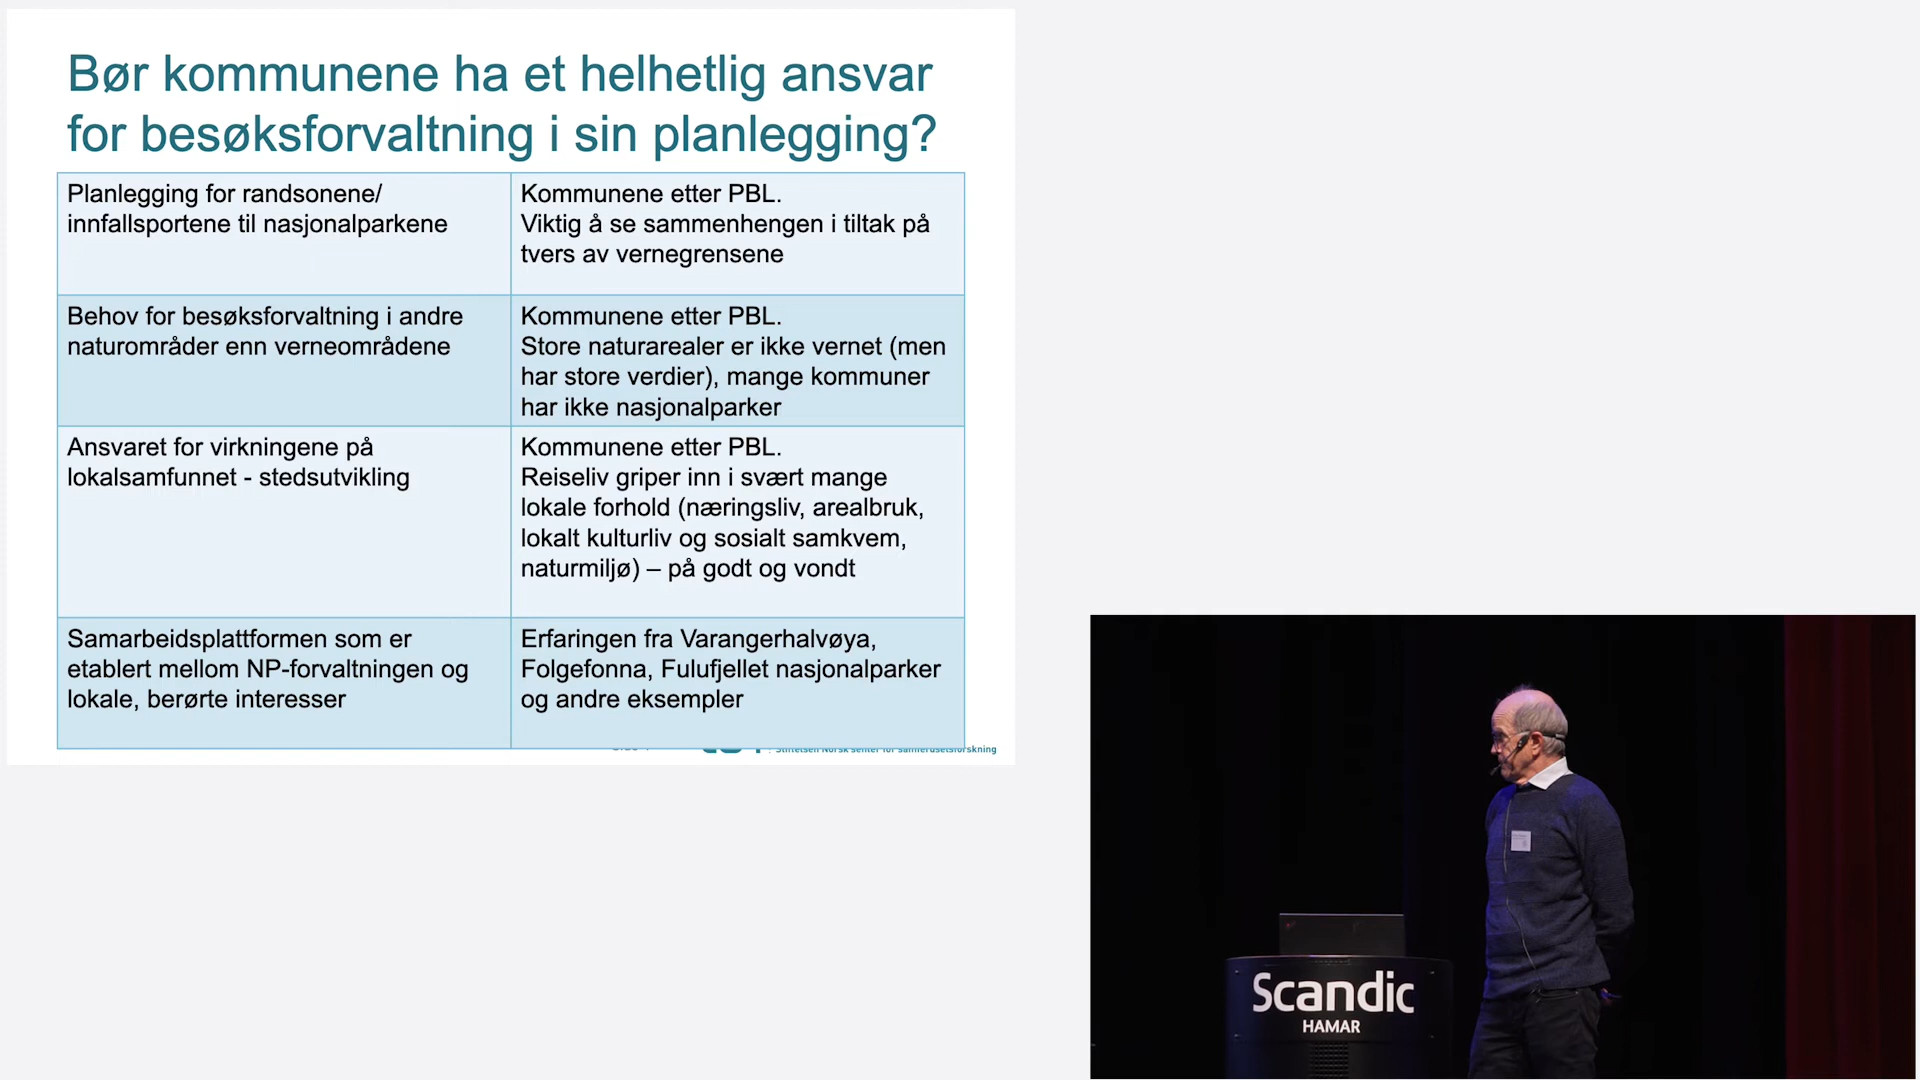 Bør kommunene ha et helhetlig ansvar
for besøksforvaltning i sin planlegging?
Planlegging for randsonene/
innfallsportene til nasjonalparkene
Kommunene etter PBL.
Viktig å se sammenhengen i tiltak på
tvers av vernegrensene
Behov for besøksforvaltning i andre
naturområder enn verneområdene
Kommunene etter PBL.
Store naturarealer er ikke vernet (men
har store verdier), mange kommuner
har ikke nasjonalparker
Ansvaret for virkningene på
lokalsamfunnet - stedsutvikling
Kommunene etter PBL.
Reiseliv griper inn i svært mange
lokale forhold (næringsliv, arealbruk,
lokalt kulturliv og sosialt samkvem,
naturmiljø) – på godt og vondt
Samarbeidsplattformen som er
etablert mellom NP-forvaltningen og
lokale, berørte interesser
Erfaringen fra Varangerhalvøya,
Folgefonna, Fulufjellet nasjonalparker
og andre eksempler
Stiftelsen Norsk senter for samferdselsforskning
Scandic
HAMAR